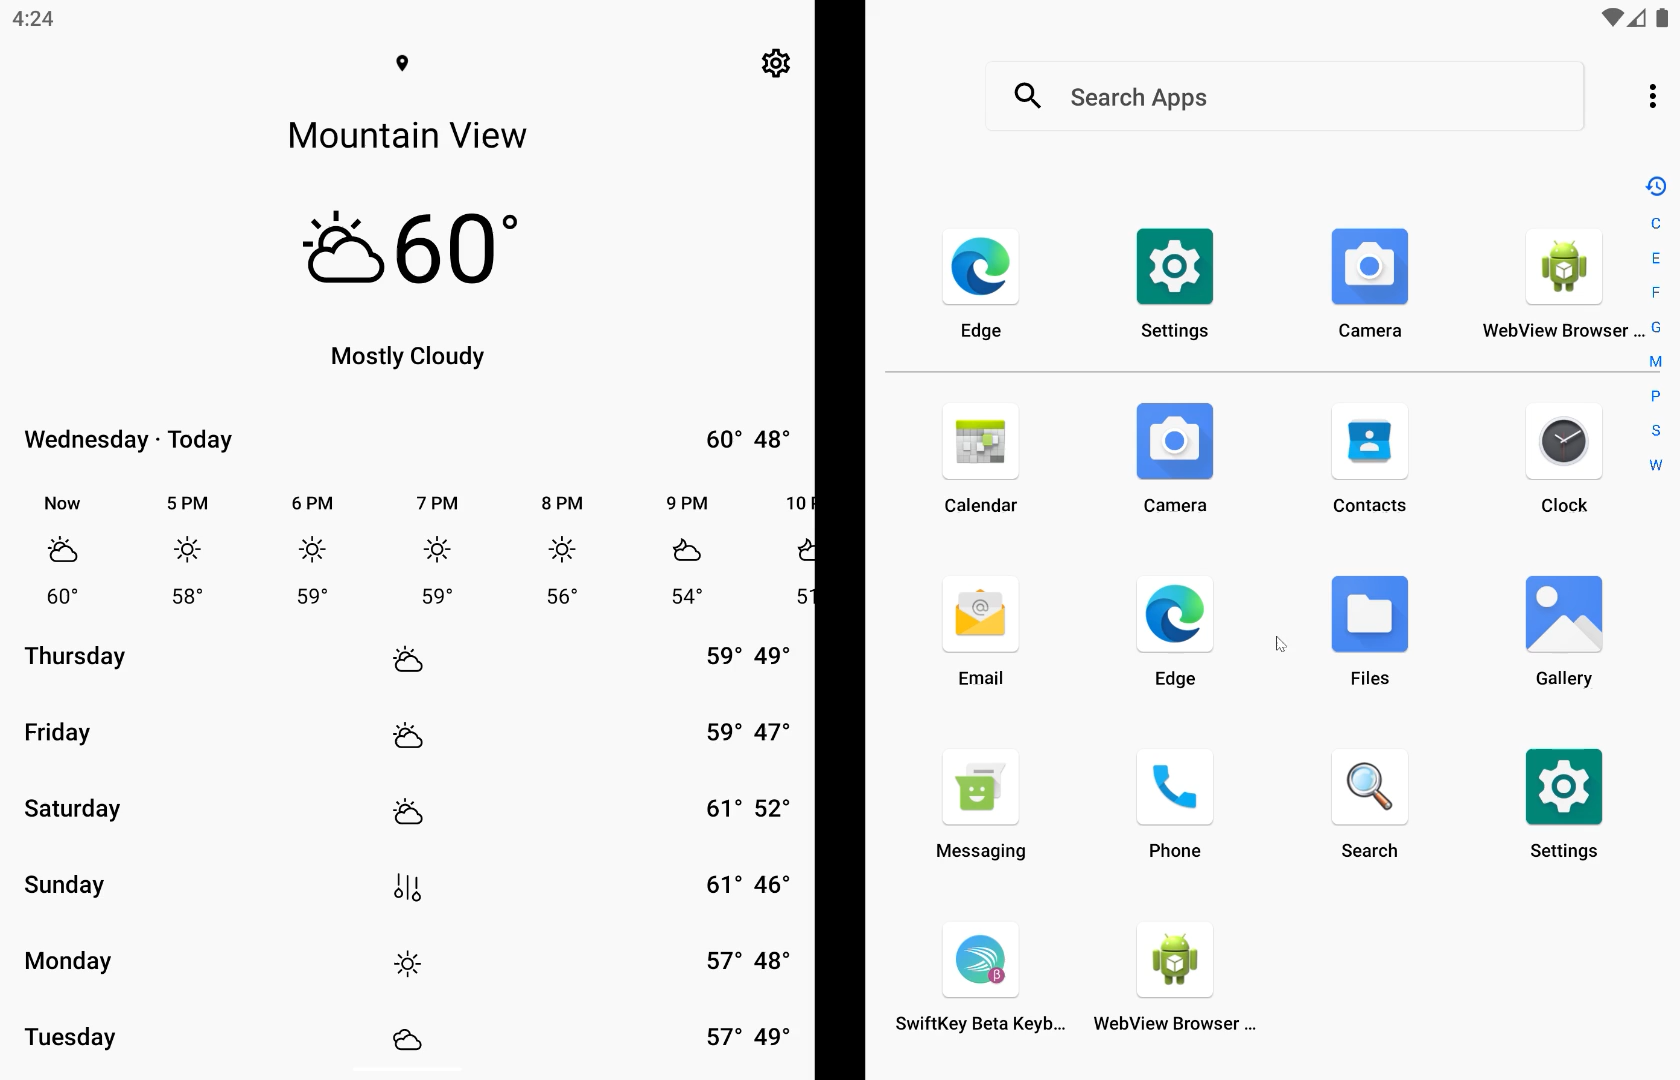 4:24
Mountain View
60°
Mostly Cloudy
Wednesday · Today 60° 48°
Now 5 PM 6 PM 7 PM 8 PM 9 PM 10
60° 58° 59° 59° 56° 54° 51
Thursday 59° 49°
Friday 59° 47°
Saturday 61° 52°
Sunday 61° 46°
Monday 57° 48°
Tuesday 57° 49°
Search Apps
Edge Settings Camera WebView Browser ...
Calendar Camera Contacts Clock
Email @ Edge Files Gallery
Messaging Phone Search Settings
β
SwiftKey Beta Keyb... WebView Browser ...
C
E
F
G
M
P
S
W